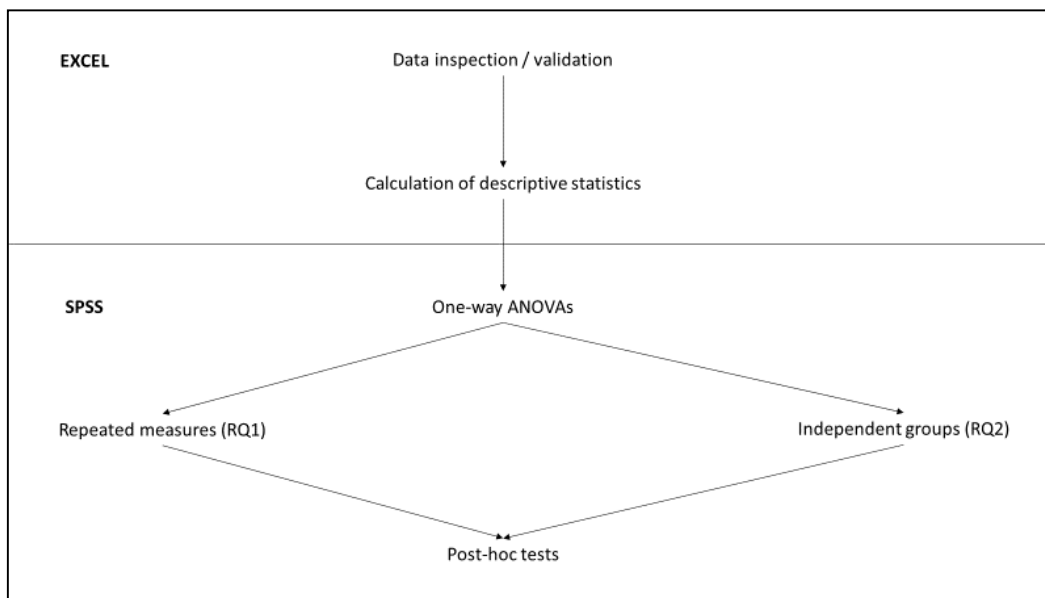 EXCEL
Data inspection / validation
Calculation of descriptive statistics
SPSS
One-way ANOVAs
Repeated measures (RQ1)
Independent groups (RQ2)
Post-hoc tests